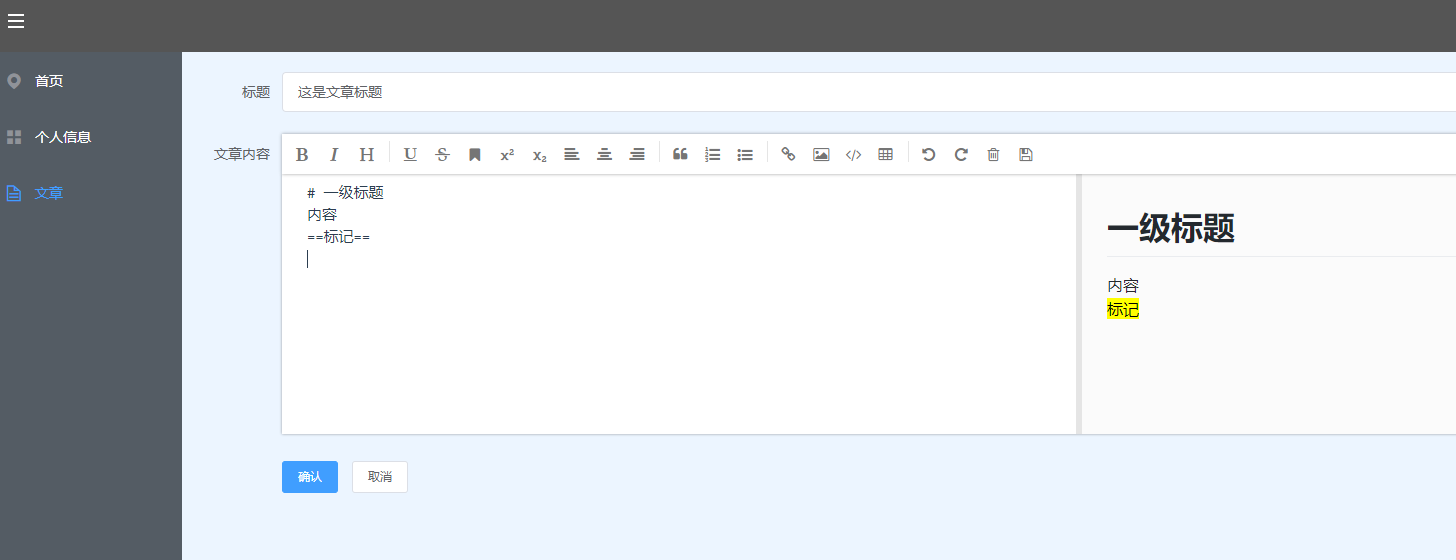 首页
个人信息
文章
标题
这是文章标题
文章内容
B I H U S x² x₂
# 一级标题
内容
==标记==
一级标题
内容
标记
确认
取消